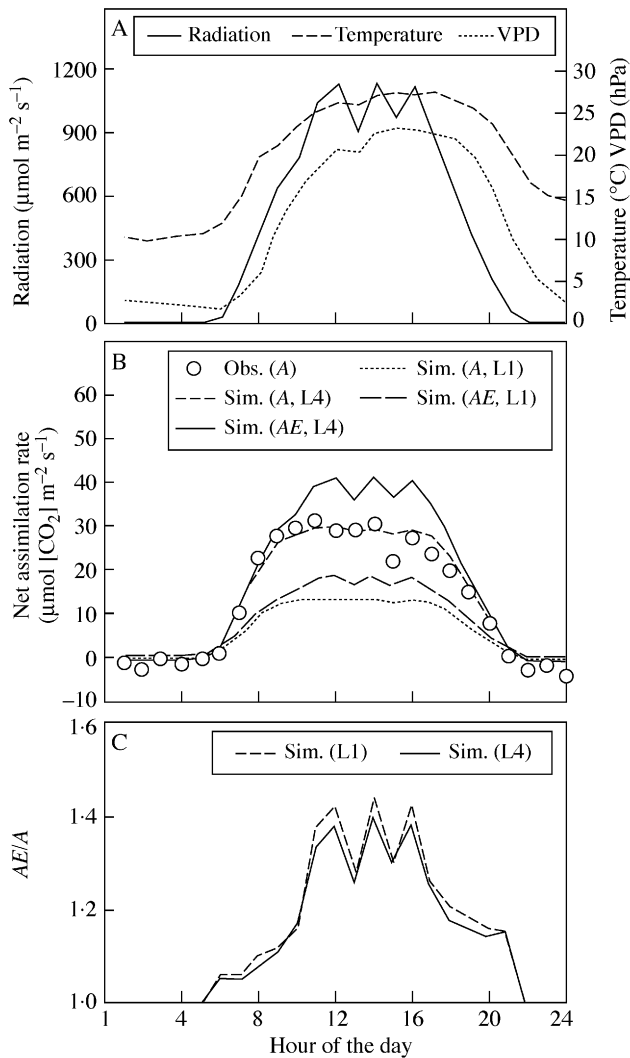 A
Radiation Temperature VPD
Radiation (μmol m⁻² s⁻¹)
1200
900
600
300
0
30
25
20
15
10
5
0
Temperature (°C) VPD (hPa)
B
Obs. (A) Sim. (A, L1)
Sim. (A, L4) Sim. (AE, L1)
Sim. (AE, L4)
Net assimilation rate
(μmol [CO₂] m⁻² s⁻¹)
60
50
40
30
20
10
0
−10
C
Sim. (L1) Sim. (L4)
AE/A
1·6
1·4
1·2
1·0
1 4 8 12 16 20 24
Hour of the day